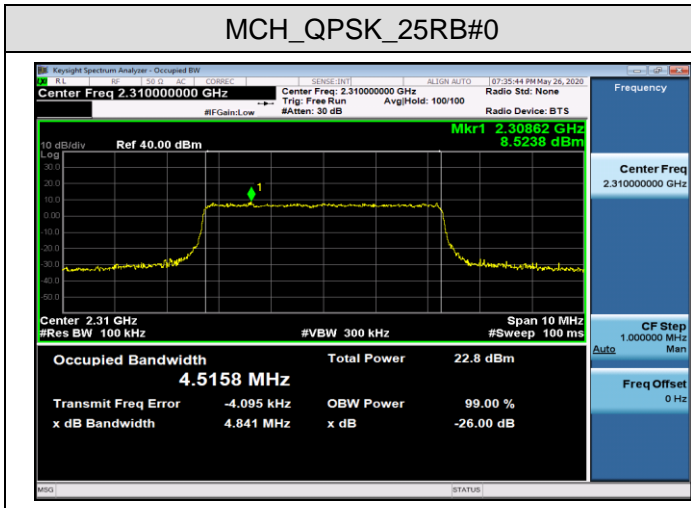 MCH_QPSK_25RB#0
Keysight Spectrum Analyzer - Occupied BW
RL RF 50 Ω AC CORREC SENSE:INT ALIGN AUTO 07:35:44 PM May 26, 2020
Center Freq 2.310000000 GHz
Center Freq: 2.310000000 GHz
Radio Std: None
Trig: Free Run Avg|Hold: 100/100
#IFGain:Low #Atten: 30 dB Radio Device: BTS
Frequency
Mkr1 2.30862 GHz
8.5238 dBm
10 dB/div Ref 40.00 dBm
Log
30.0
20.0
10.0
0.00
-10.0
-20.0
-30.0
-40.0
-50.0
1
Center 2.31 GHz Span 10 MHz
#Res BW 100 kHz #VBW 300 kHz #Sweep 100 ms
Center Freq
2.310000000 GHz
CF Step
1.000000 MHz
Auto Man
Freq Offset
0 Hz
Occupied Bandwidth Total Power 22.8 dBm
4.5158 MHz
Transmit Freq Error -4.095 kHz OBW Power 99.00 %
x dB Bandwidth 4.841 MHz x dB -26.00 dB
MSG STATUS